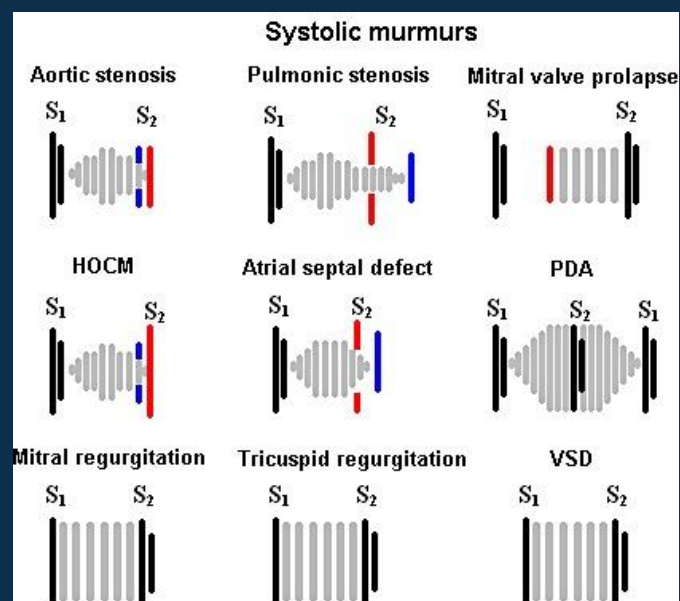 Systolic murmurs
Aortic stenosis
S1 S2
Pulmonic stenosis
S1 S2
Mitral valve prolapse
S1 S2
HOCM
S1 S2
Atrial septal defect
S1 S2
PDA
S1 S2 S1
Mitral regurgitation
S1 S2
Tricuspid regurgitation
S1 S2
VSD
S1 S2